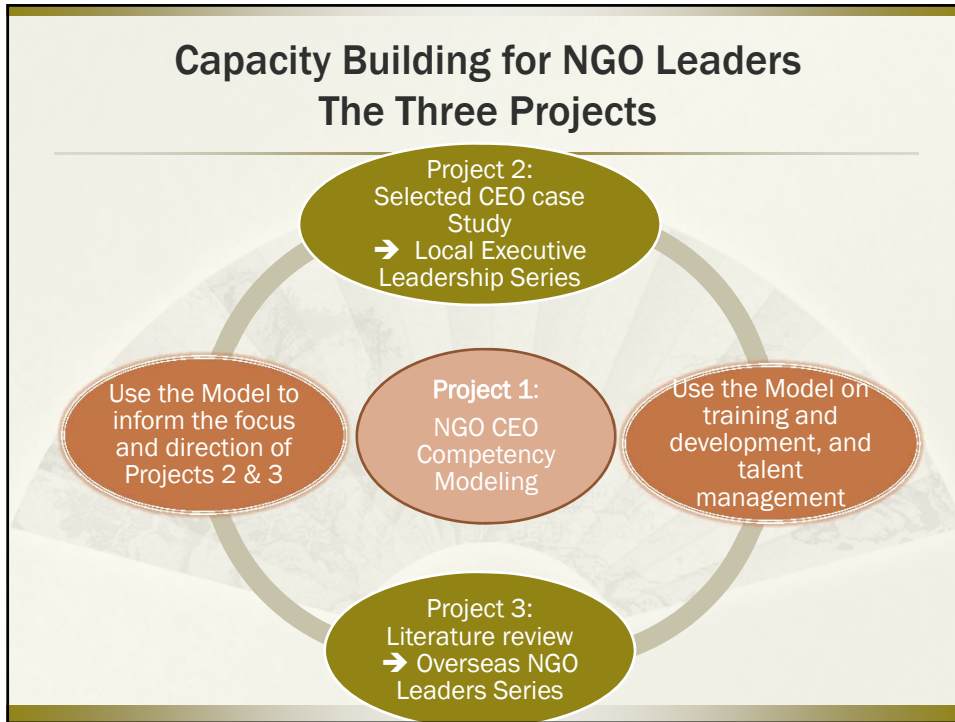 Capacity Building for NGO Leaders
The Three Projects
Project 2:
Selected CEO case
Study
➔ Local Executive
Leadership Series
Use the Model to
inform the focus
and direction of
Projects 2 & 3
Project 1:
NGO CEO
Competency
Modeling
Use the Model on
training and
development, and
talent
management
Project 3:
Literature review
➔ Overseas NGO
Leaders Series